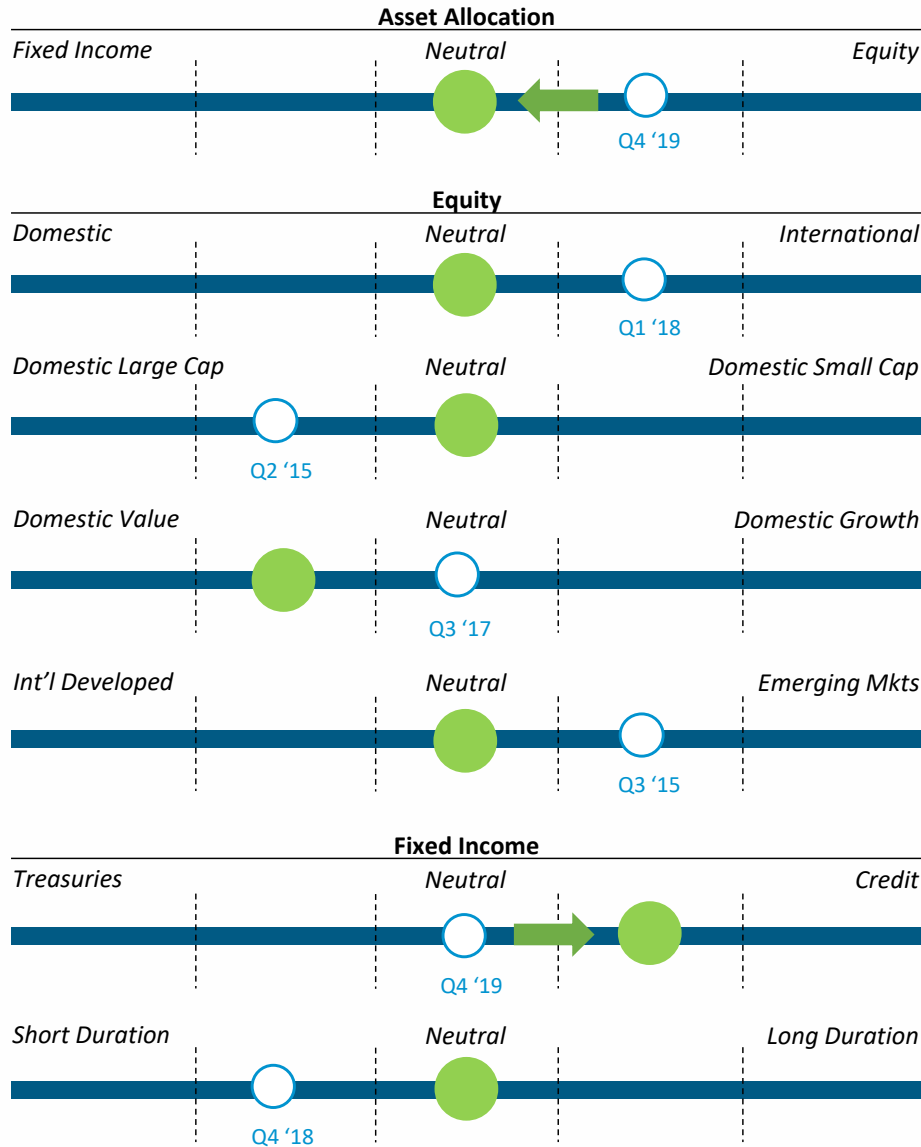 Asset Allocation
Fixed Income Neutral Equity
Q4 ‘19
Equity
Domestic Neutral International
Q1 ‘18
Domestic Large Cap Neutral Domestic Small Cap
Q2 ‘15
Domestic Value Neutral Domestic Growth
Q3 ‘17
Int’l Developed Neutral Emerging Mkts
Q3 ‘15
Fixed Income
Treasuries Neutral Credit
Q4 ‘19
Short Duration Neutral Long Duration
Q4 ‘18